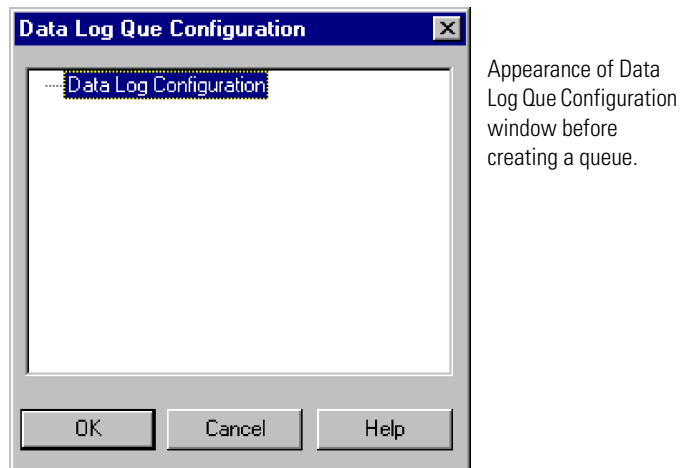 Data Log Que Configuration
Data Log Configuration
OK
Cancel
Help
Appearance of Data
Log Que Configuration
window before
creating a queue.